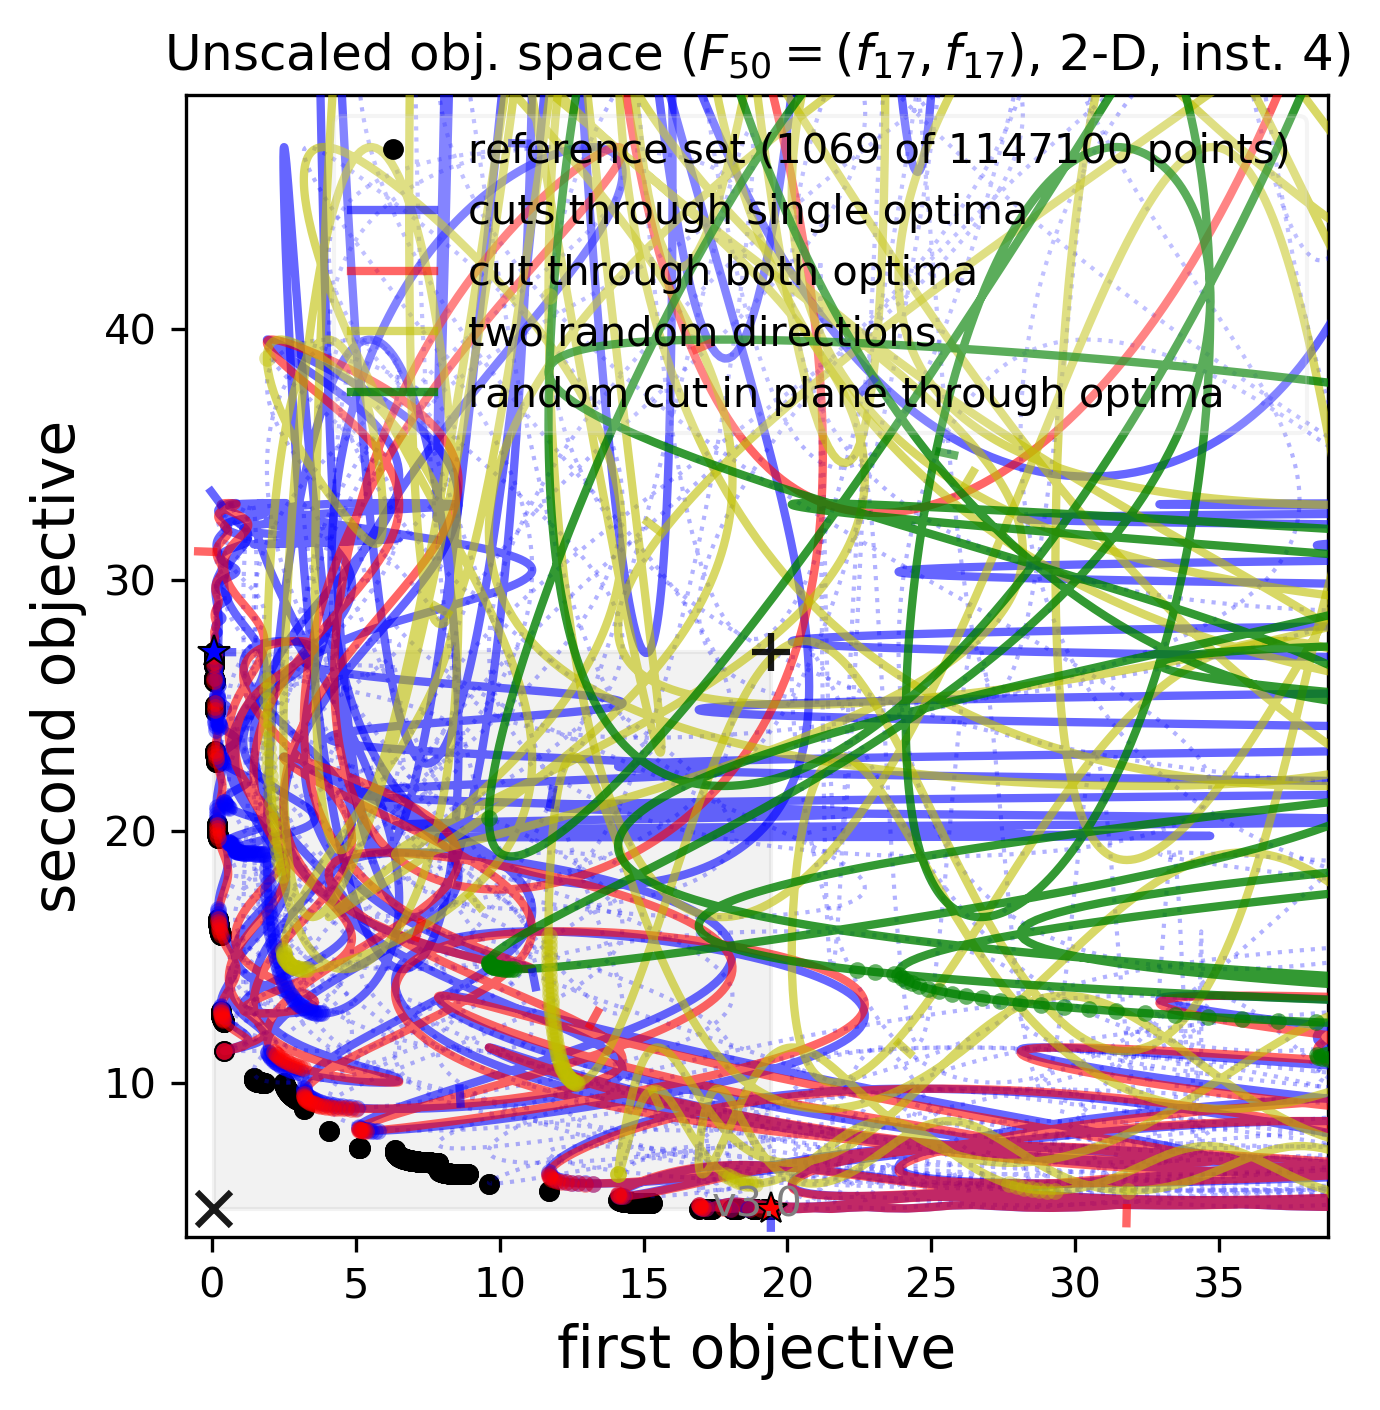 Unscaled obj. space (F₅₀ = (f₁₇, f₁₇), 2-D, inst. 4)
reference set (1069 of 1147100 points)
cuts through single optima
cut through both optima
two random directions
random cut in plane through optima
second objective
40
30
20
10
v3.0
0 5 10 15 20 25 30 35
first objective